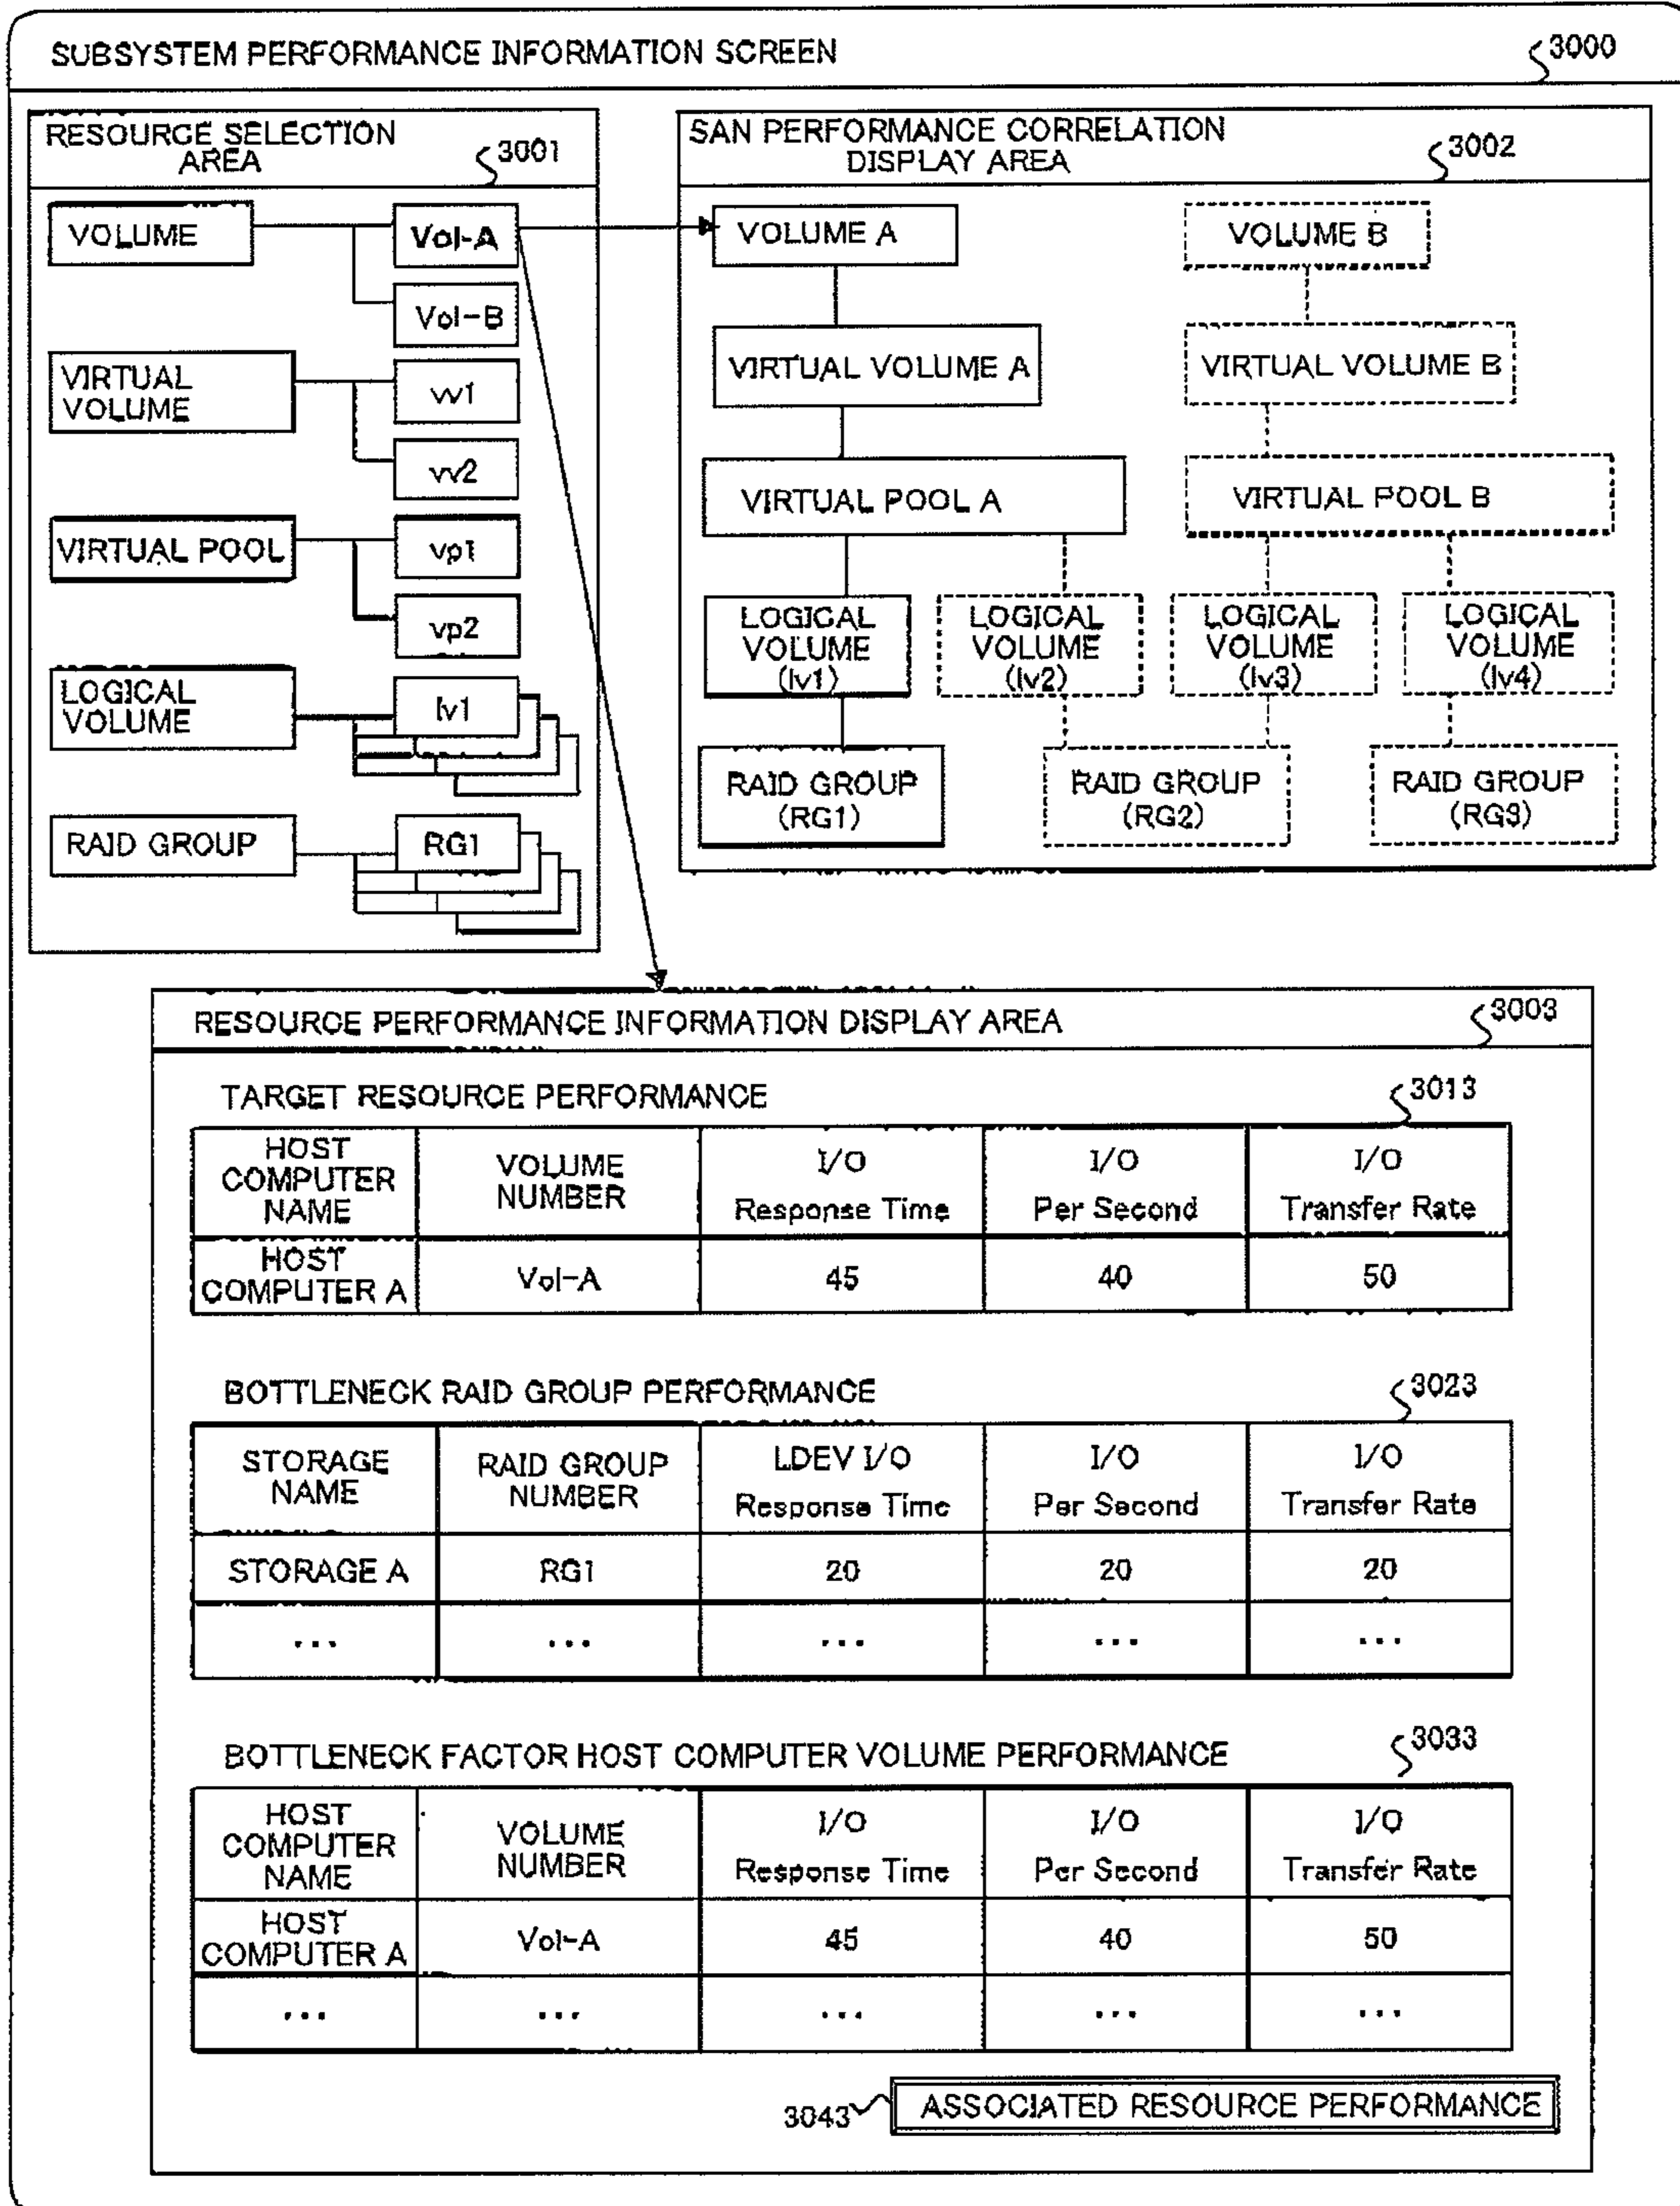 SUBSYSTEM PERFORMANCE INFORMATION SCREEN
3000
RESOURCE SELECTION
AREA
3001
VOLUME
Vol-A
Vol-B
VIRTUAL
VOLUME
vv1
vv2
VIRTUAL POOL
vp1
vp2
LOGICAL
VOLUME
lv1
RAID GROUP
RG1
SAN PERFORMANCE CORRELATION
DISPLAY AREA
3002
VOLUME A
VOLUME B
VIRTUAL VOLUME A
VIRTUAL VOLUME B
VIRTUAL POOL A
VIRTUAL POOL B
LOGICAL
VOLUME
(lv1)
LOGICAL
VOLUME
(lv2)
LOGICAL
VOLUME
(lv3)
LOGICAL
VOLUME
(lv4)
RAID GROUP
(RG1)
RAID GROUP
(RG2)
RAID GROUP
(RG3)
RESOURCE PERFORMANCE INFORMATION DISPLAY AREA
3003
TARGET RESOURCE PERFORMANCE
3013
HOST
COMPUTER
NAME
VOLUME
NUMBER
I/O
Response Time
I/O
Per Second
I/O
Transfer Rate
HOST
COMPUTER A
Vol-A
45
40
50
BOTTLENECK RAID GROUP PERFORMANCE
3023
STORAGE
NAME
RAID GROUP
NUMBER
LDEV I/O
Response Time
I/O
Per Second
I/O
Transfer Rate
STORAGE A
RG1
20
20
20
...
...
...
...
...
BOTTLENECK FACTOR HOST COMPUTER VOLUME PERFORMANCE
3033
HOST
COMPUTER
NAME
VOLUME
NUMBER
I/O
Response Time
I/O
Per Second
I/O
Transfer Rate
HOST
COMPUTER A
Vol-A
45
40
50
...
...
...
...
...
3043
ASSOCIATED RESOURCE PERFORMANCE